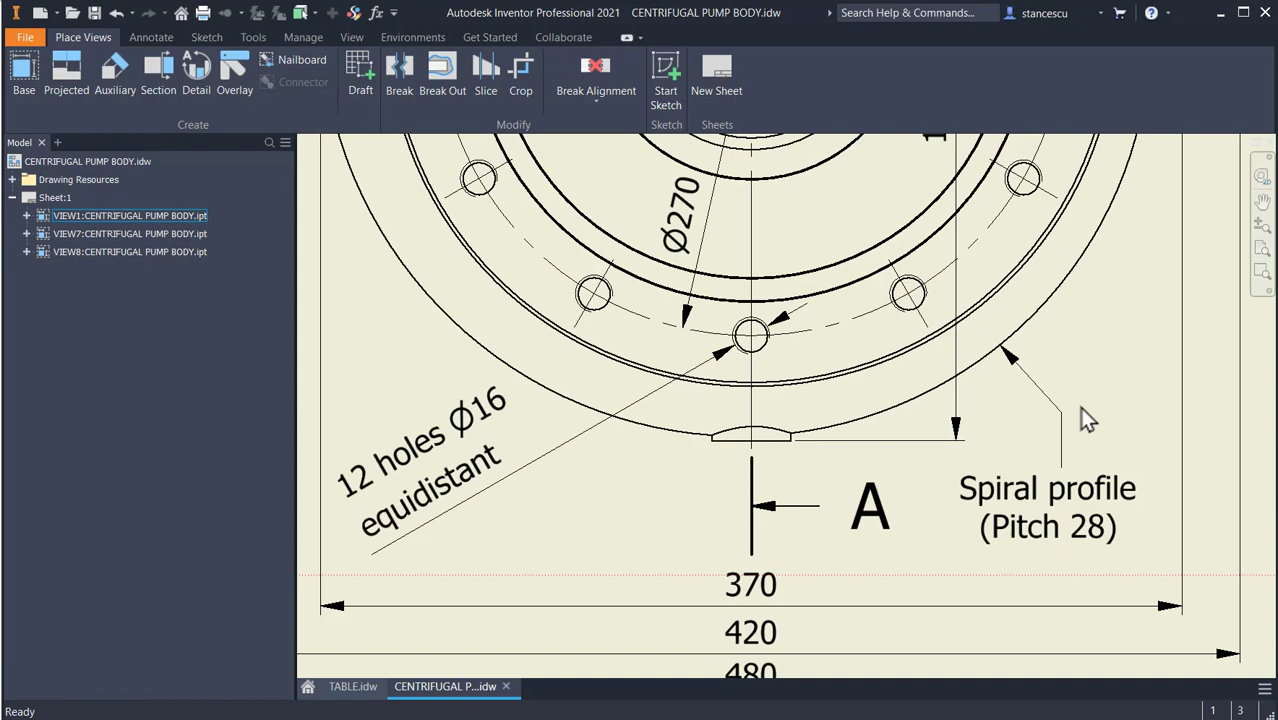 Autodesk Inventor Professional 2021 CENTRIFUGAL PUMP BODY.idw
Search Help & Commands...
stancescu
File Place Views Annotate Sketch Tools Manage View Environments Get Started Collaborate
Base Projected Auxiliary Section Detail Overlay
Nailboard
Connector
Draft
Break Break Out Slice Crop
Break Alignment
Start
Sketch
New Sheet
Create
Modify
Sketch
Sheets
Model
CENTRIFUGAL PUMP BODY.idw
Drawing Resources
Sheet:1
VIEW1:CENTRIFUGAL PUMP BODY.ipt
VIEW7:CENTRIFUGAL PUMP BODY.ipt
VIEW8:CENTRIFUGAL PUMP BODY.ipt
Ø270
12 holes Ø16
equidistant
A
Spiral profile
(Pitch 28)
370
420
480
TABLE.idw CENTRIFUGAL P...idw
Ready
1 3